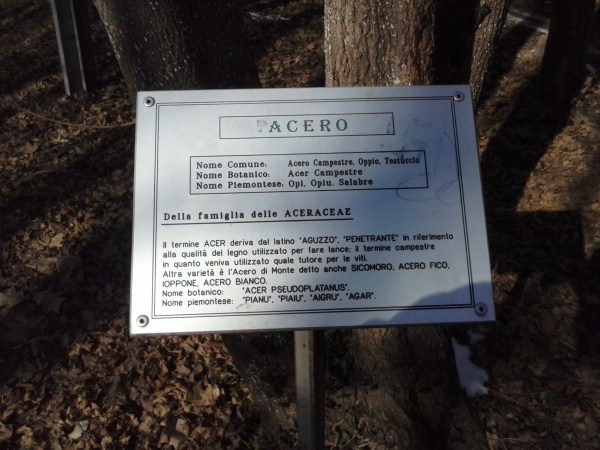 ACERO
Nome Comune: Acero Campestre, Oppio, Testuccio
Nome Botanico: Acer Campestre
Nome Piemontese: Opi, Opiu, Salabre
Della famiglia delle ACERACEAE
Il termine ACER deriva dal latino "AGUZZO", "PENETRANTE" in riferimento
alla qualità del legno utilizzato per fare lance; il termine campestre
in quanto veniva utilizzato quale tutore per le viti.
Altra varietà è l'Acero di Monte detto anche SICOMORO, ACERO FICO,
IOPPONE, ACERO BIANCO.
Nome botanico: "ACER PSEUDOPLATANUS".
Nome piemontese: "PIANU", "PIAIU", "AIGRU", "AGAR".